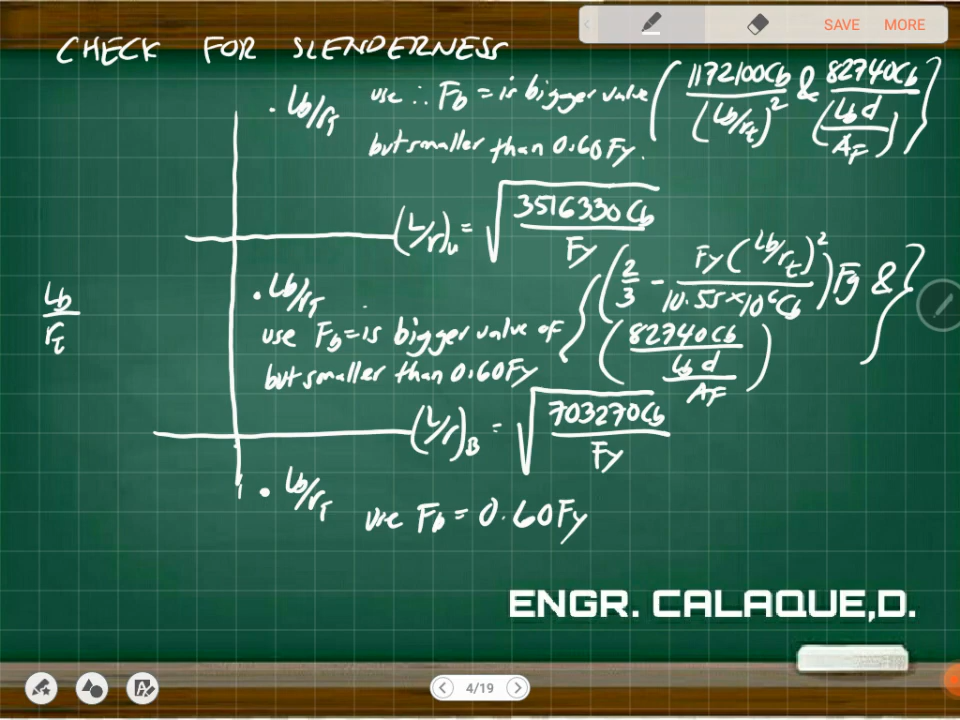 SAVE MORE
CHECK FOR SLENDERNESS
. Lb/rT use ∴ Fb = is bigger value ( 1172100Cb / (Lb/rt)² & 82740Cb / (Lb d / AF) )
but smaller than 0.60Fy.
(L/r)u = √(3516330Cb / Fy)
Lb / rt
. Lb/rT
use Fb = is bigger value of { (2/3 - Fy(Lb/rt)² / 10.55×10⁶Cb) Fy & (82740Cb / (Lb d / AF)) }
but smaller than 0.60Fy
(L/r)B = √(703270Cb / Fy)
. Lb/rT
use Fb = 0.60Fy
ENGR. CALAQUE,D.
4/19